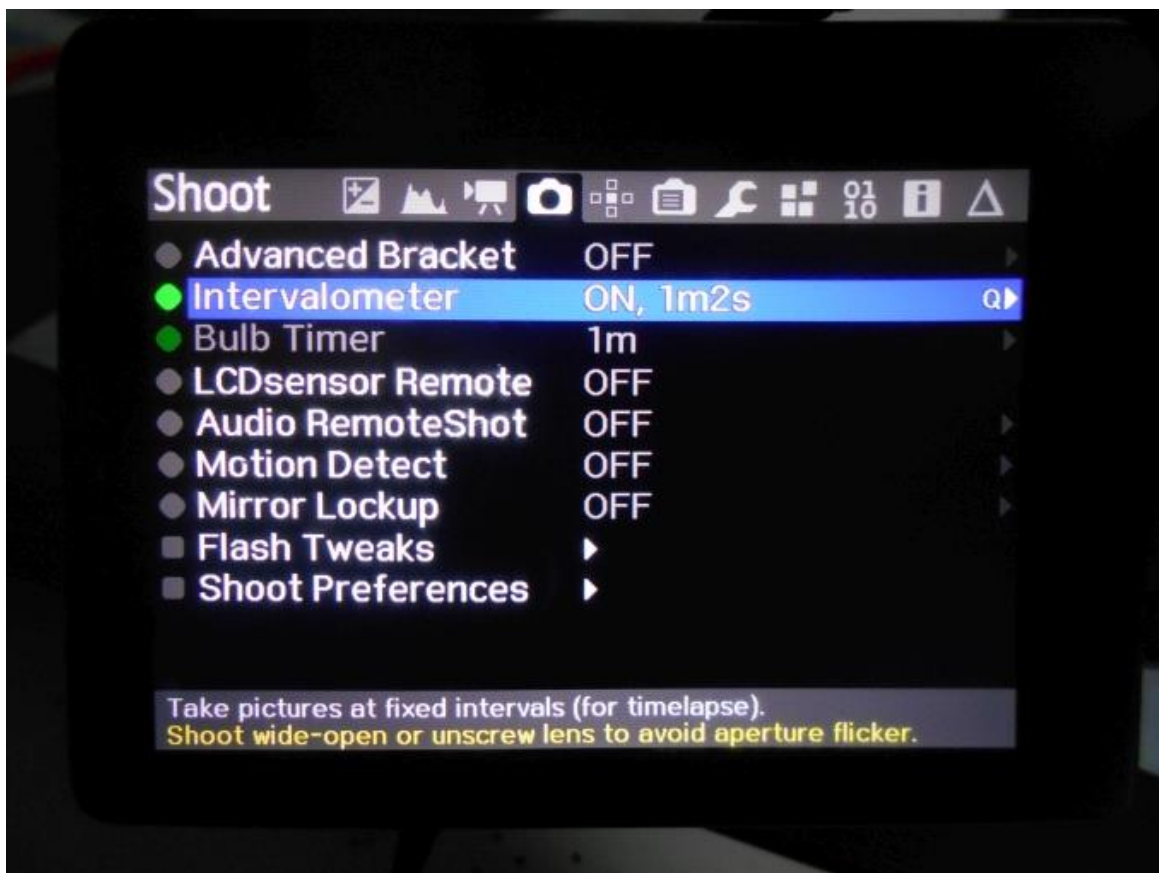 Shoot 01 10 i
Advanced Bracket OFF
Intervalometer ON, 1m2s Q
Bulb Timer 1m
LCDsensor Remote OFF
Audio RemoteShot OFF
Motion Detect OFF
Mirror Lockup OFF
Flash Tweaks
Shoot Preferences
Take pictures at fixed intervals (for timelapse).
Shoot wide-open or unscrew lens to avoid aperture flicker.